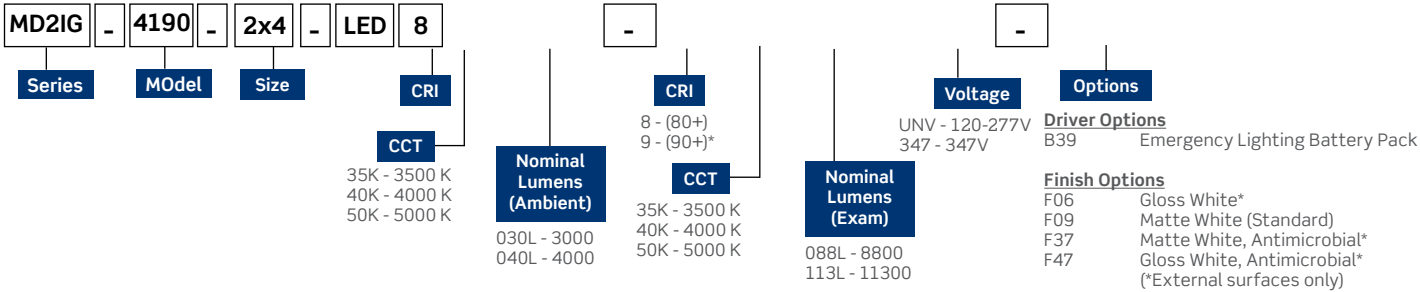 MD2IG - 4190 - 2x4 - LED 8 - -
Series MOdel Size CRI CRI Voltage Options
8 - (80+)
9 - (90+)*
UNV - 120-277V
347 - 347V
Driver Options
B39 Emergency Lighting Battery Pack
CCT
35K - 3500 K
40K - 4000 K
50K - 5000 K
Nominal
Lumens
(Ambient)
030L - 3000
040L - 4000
CCT
35K - 3500 K
40K - 4000 K
50K - 5000 K
Nominal
Lumens
(Exam)
088L - 8800
113L - 11300
Finish Options
F06 Gloss White*
F09 Matte White (Standard)
F37 Matte White, Antimicrobial*
F47 Gloss White, Antimicrobial*
(*External surfaces only)